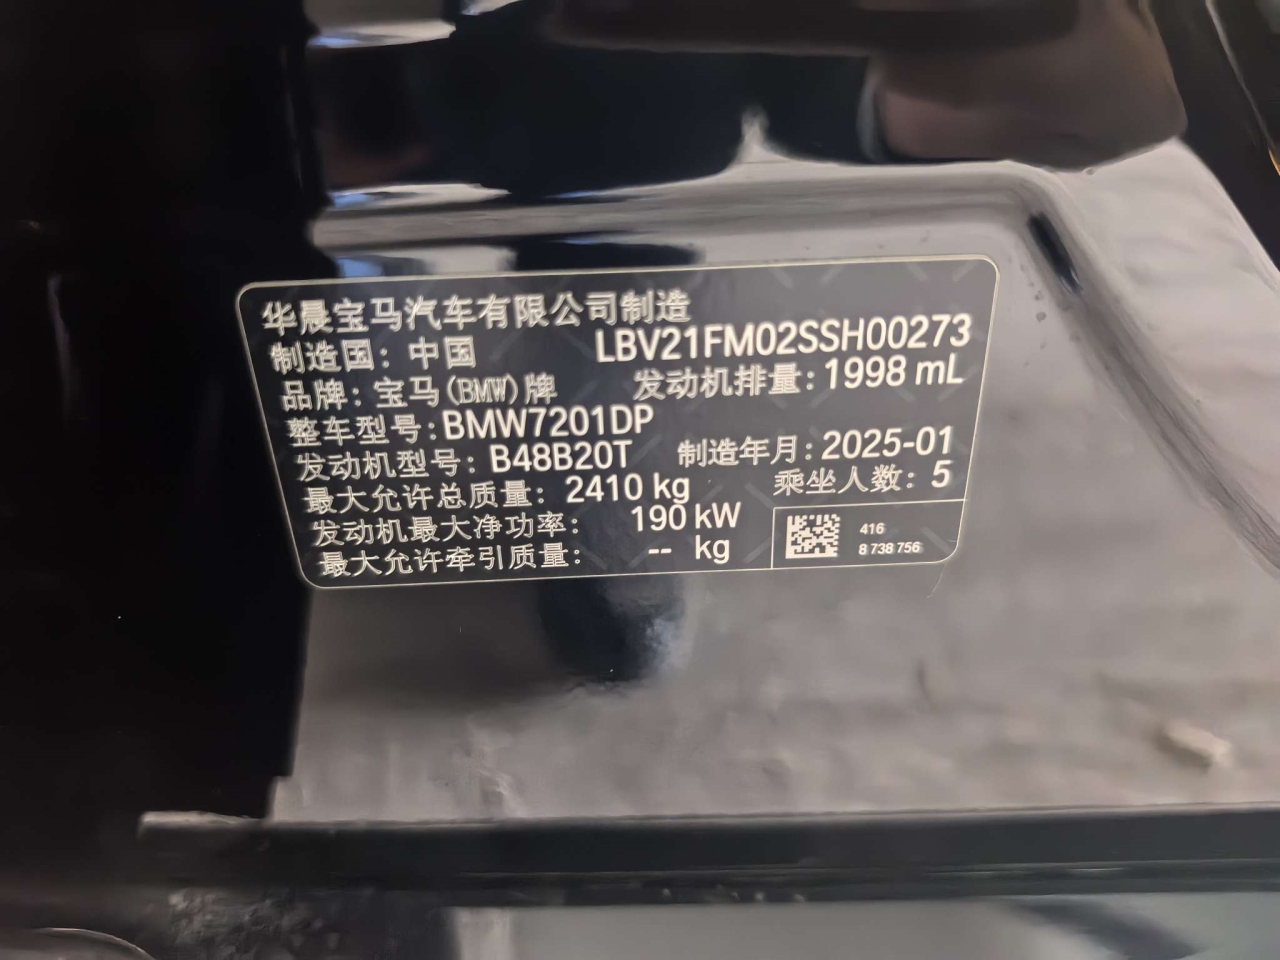 华晨宝马汽车有限公司制造
制造国：中国 LBV21FM02SSH00273
品牌：宝马(BMW)牌 发动机排量：1998 mL
整车型号：BMW7201DP
发动机型号：B48B20T 制造年月：2025-01
最大允许总质量：2410 kg 乘坐人数：5
发动机最大净功率：190 kW
最大允许牵引质量：-- kg
416
8 738 756